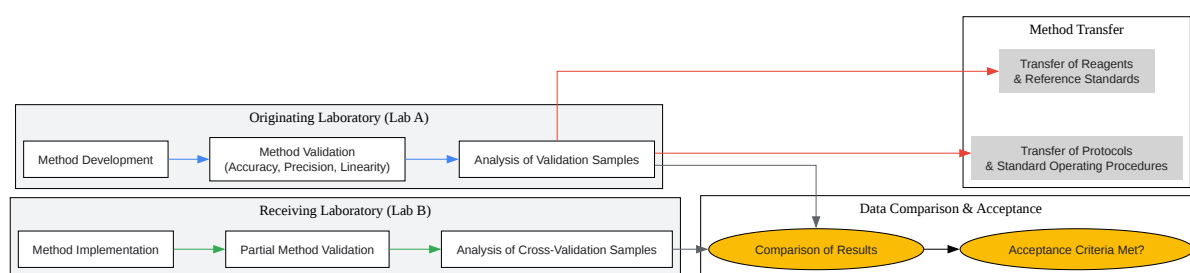 Method Transfer
Transfer of Reagents
& Reference Standards
Originating Laboratory (Lab A)
Method Development
Method Validation
(Accuracy, Precision, Linearity)
Analysis of Validation Samples
Transfer of Protocols
& Standard Operating Procedures
Receiving Laboratory (Lab B)
Method Implementation
Partial Method Validation
Analysis of Cross-Validation Samples
Data Comparison & Acceptance
Comparison of Results
Acceptance Criteria Met?